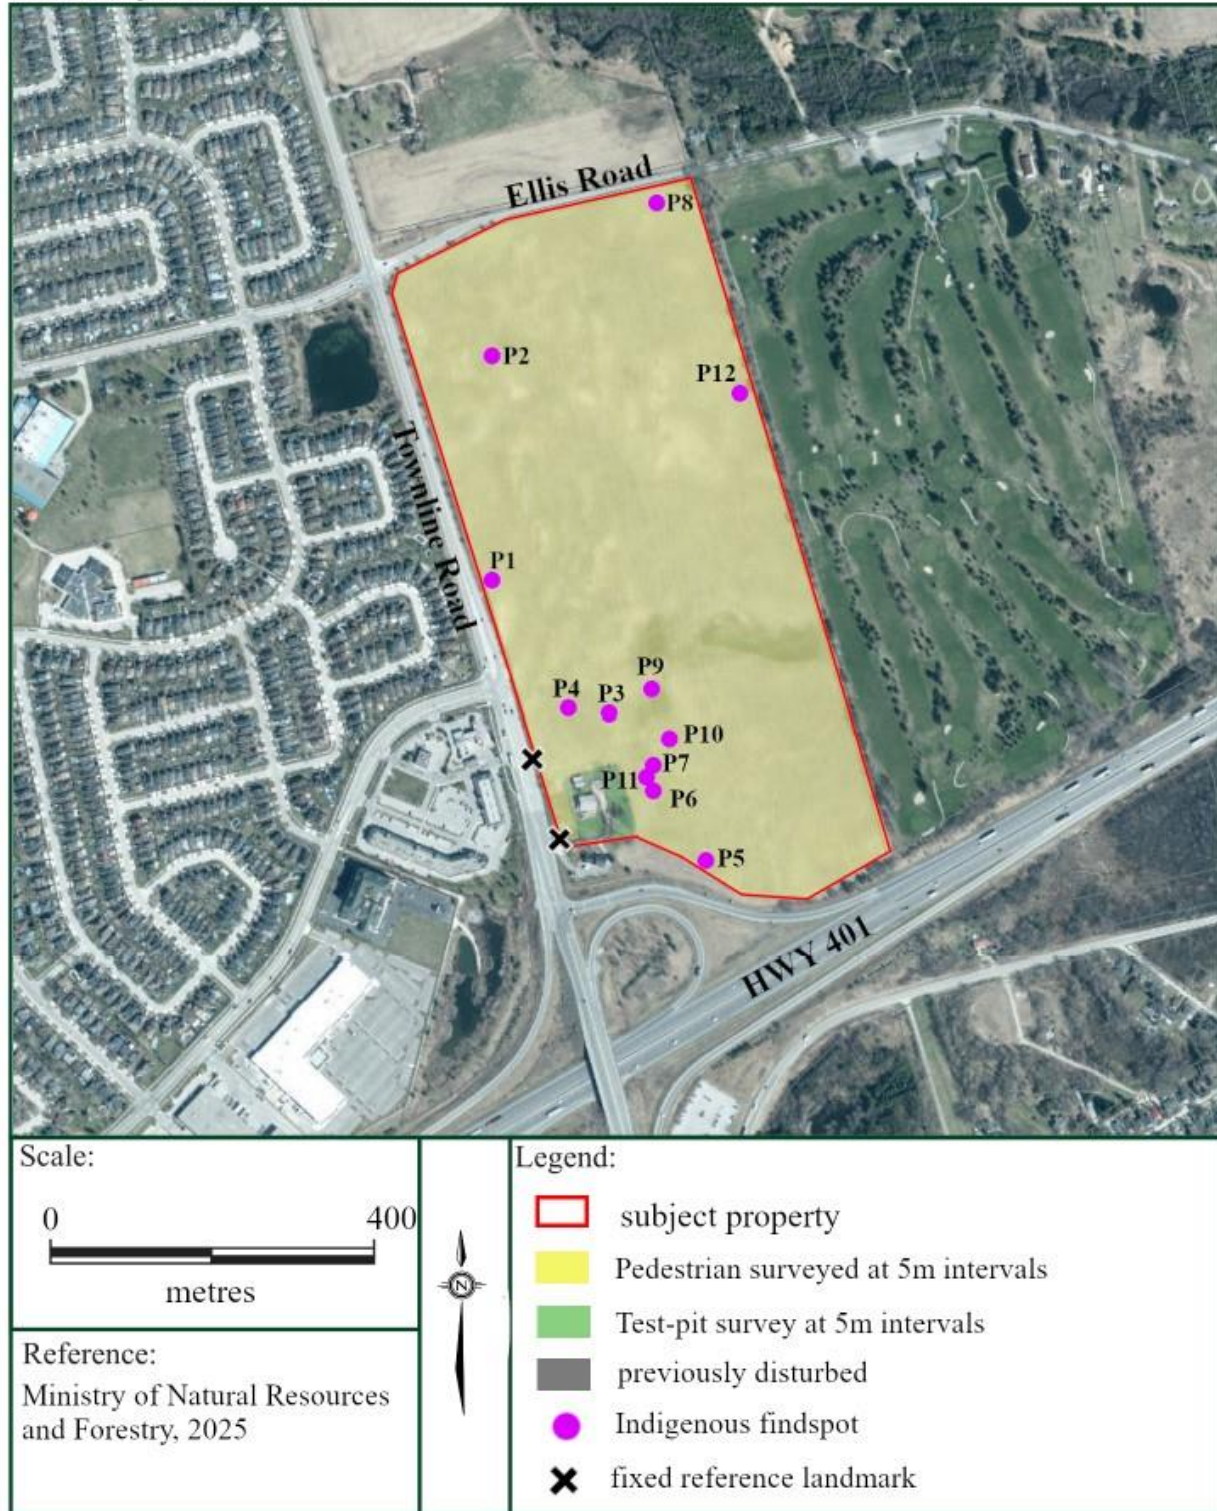 Ellis Road
P8
P2
P12
Townline Road
P1
P9
P4
P3
P10
P7
P11
P6
P5
HWY 401
Scale:
0 400
metres
Reference:
Ministry of Natural Resources
and Forestry, 2025
N
Legend:
subject property
Pedestrian surveyed at 5m intervals
Test-pit survey at 5m intervals
previously disturbed
Indigenous findspot
fixed reference landmark